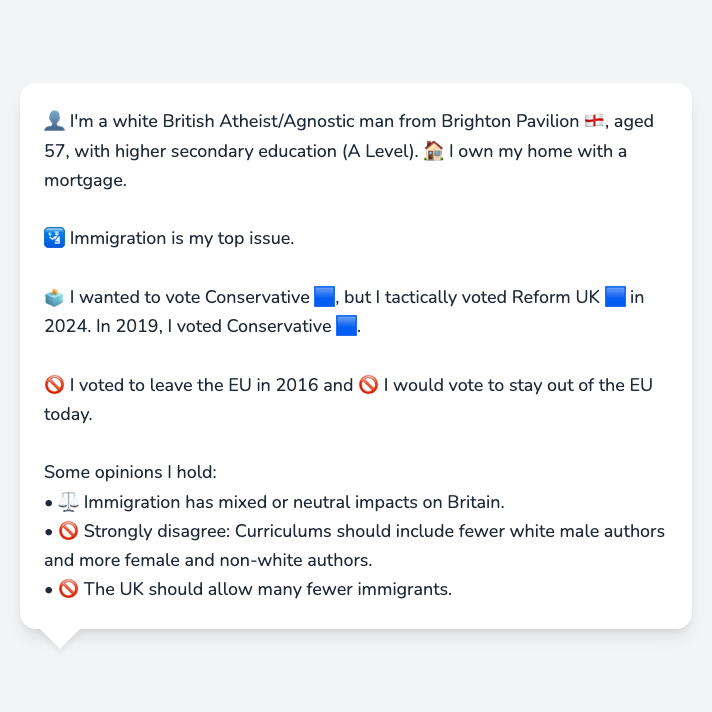 👤 I'm a white British Atheist/Agnostic man from Brighton Pavilion 🏴󠁧󠁢󠁥󠁮󠁧󠁿, aged
57, with higher secondary education (A Level). 🏠 I own my home with a
mortgage.
🛂 Immigration is my top issue.
🗳️ I wanted to vote Conservative 🟦, but I tactically voted Reform UK 🟦 in
2024. In 2019, I voted Conservative 🟦.
🚫 I voted to leave the EU in 2016 and 🚫 I would vote to stay out of the EU
today.
Some opinions I hold:
• ⚖️ Immigration has mixed or neutral impacts on Britain.
• 🚫 Strongly disagree: Curriculums should include fewer white male authors
and more female and non-white authors.
• 🚫 The UK should allow many fewer immigrants.